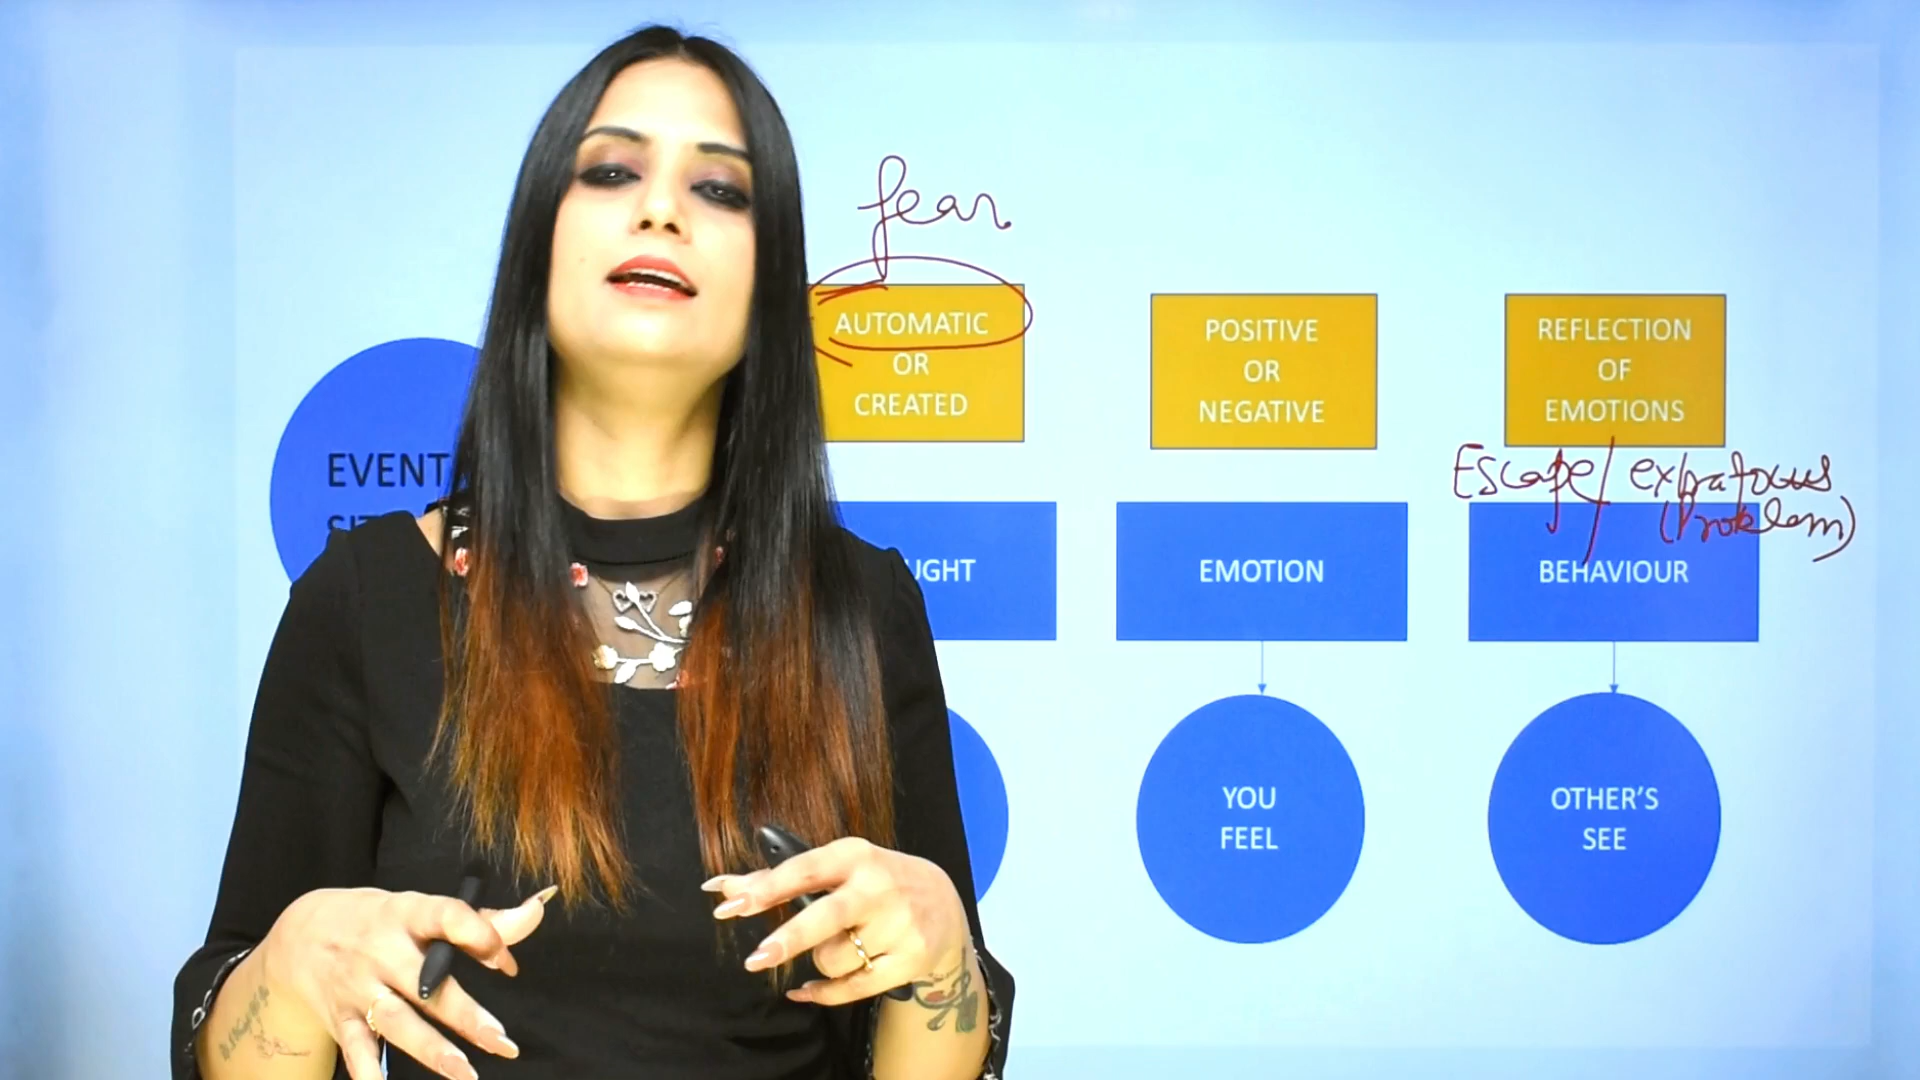 fear
AUTOMATIC
OR
CREATED
POSITIVE
OR
NEGATIVE
REFLECTION
OF
EMOTIONS
Escape / extrafocus
(Problem)
EVENT
UGHT
EMOTION
BEHAVIOUR
YOU
FEEL
OTHER'S
SEE